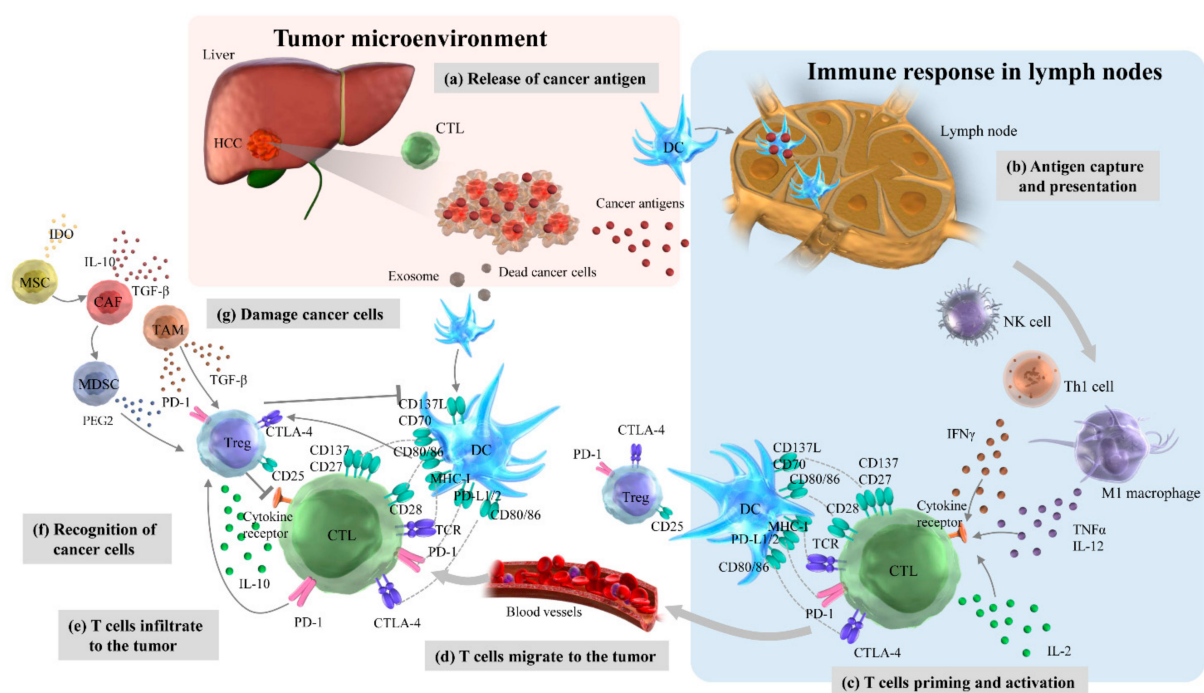 Tumor microenvironment
Liver
(a) Release of cancer antigen
HCC
CTL
DC
Cancer antigens
Exosome
Dead cancer cells
Immune response in lymph nodes
Lymph node
(b) Antigen capture
and presentation
NK cell
Th1 cell
IFNγ
M1 macrophage
TNFα
IL-12
IL-2
(g) Damage cancer cells
IDO
MSC
IL-10
CAF
TGF-β
TAM
MDSC
TGF-β
PD-1
PEG2
Treg
CTLA-4
CD25
CD137L
CD70
CD80/86
DC
MHC-I
PD-L1/2
CD80/86
CD137
CD27
CD28
Cytokine
receptor
CTL
TCR
PD-1
IL-10
PD-1
CTLA-4
(f) Recognition of
cancer cells
(e) T cells infiltrate
to the tumor
Blood vessels
(d) T cells migrate to the tumor
CTLA-4
PD-1
Treg
CD25
CD137L
CD70
CD80/86
DC
MHC-I
PD-L1/2
CD80/86
CD137
CD27
CD28
Cytokine
receptor
TCR
CTL
PD-1
CTLA-4
(c) T cells priming and activation